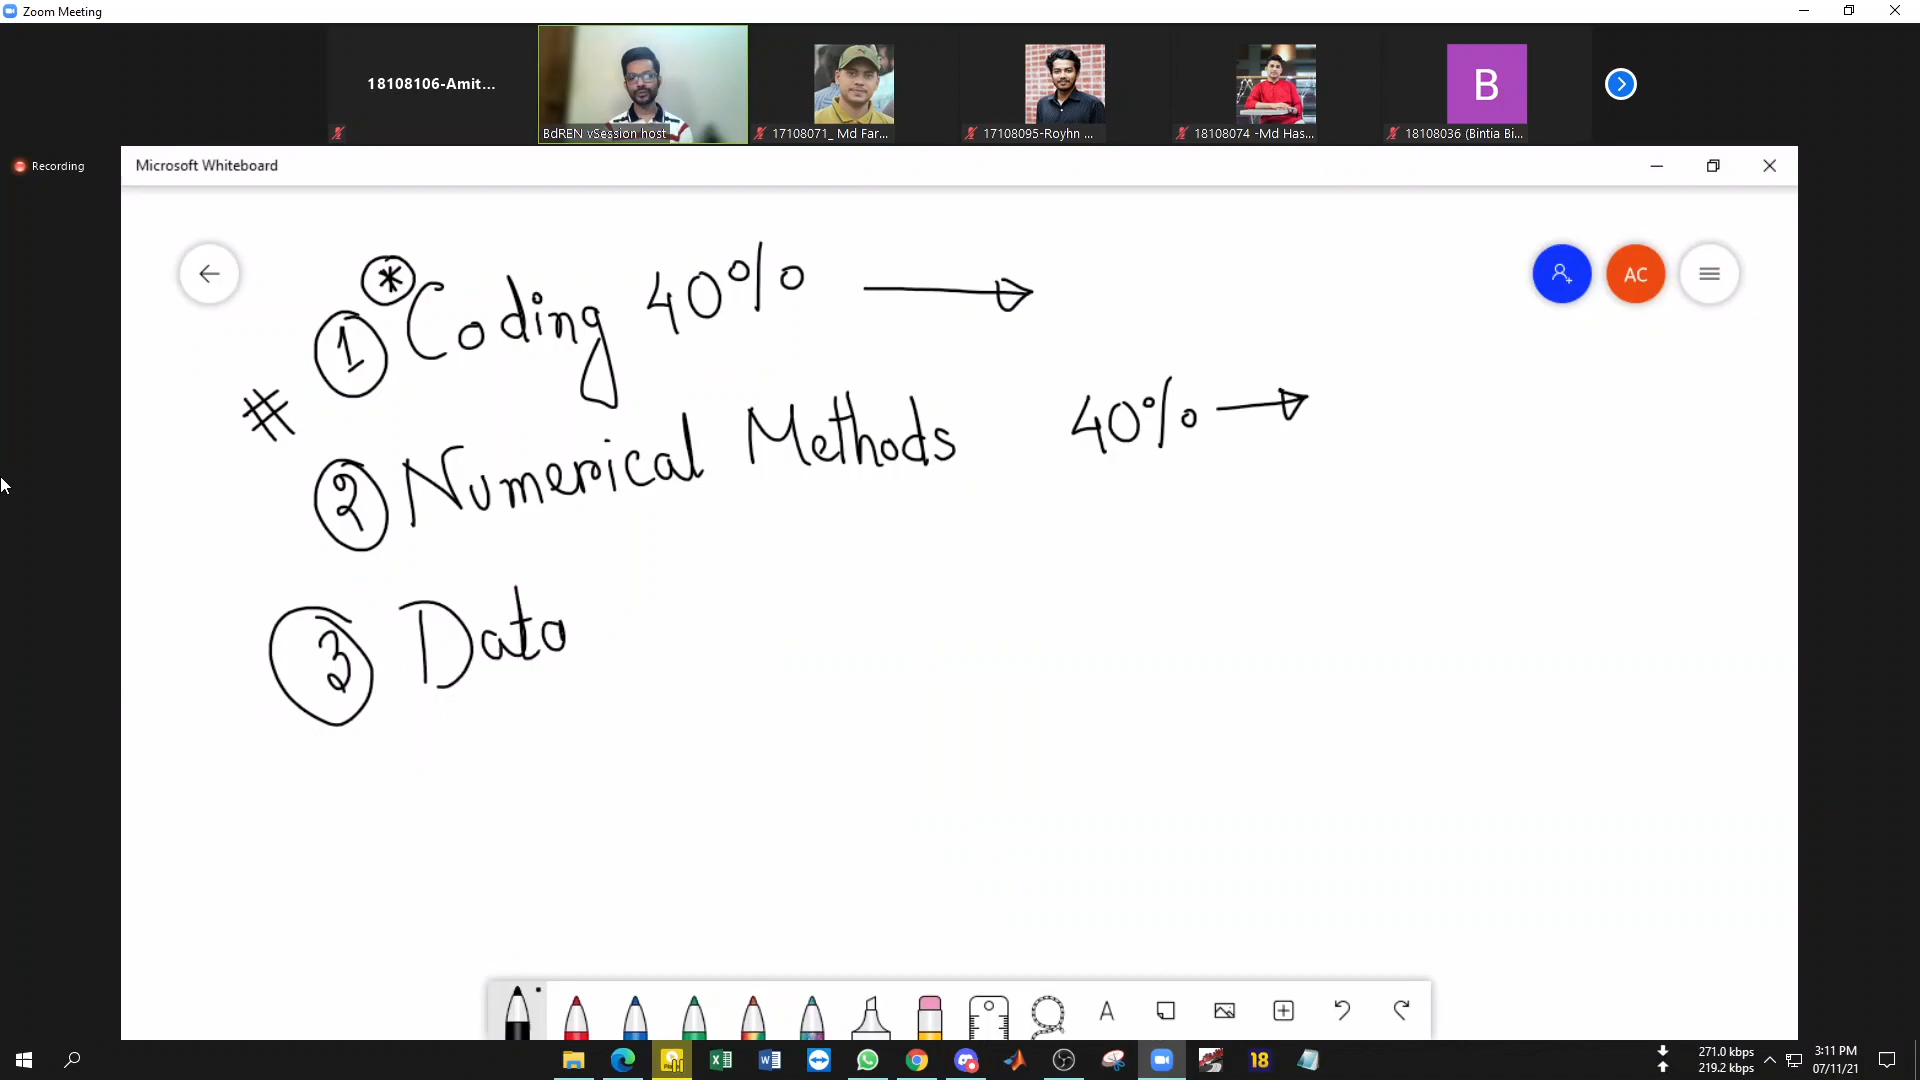 Zoom Meeting
18108106-Amit...
BdREN vSession host
17108071_ Md Far...
17108095-Royhn ...
18108074 -Md Has...
B
18108036 (Bintia Bi...
Recording
Microsoft Whiteboard
AC
* 
1 Coding 40%
#
2 Numerical Methods 40%
3 Data
A
18
271.0 kbps
219.2 kbps
3:11 PM
07/11/21